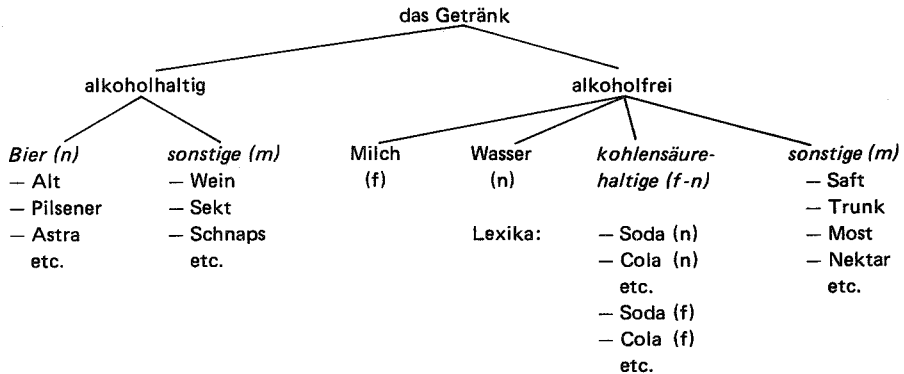 das Getränk
alkoholhaltig
alkoholfrei
Bier (n)
— Alt
— Pilsener
— Astra
etc.
sonstige (m)
— Wein
— Sekt
— Schnaps
etc.
Milch
(f)
Wasser
(n)
Lexika:
kohlensäure-
haltige (f-n)
— Soda (n)
— Cola (n)
etc.
— Soda (f)
— Cola (f)
etc.
sonstige (m)
— Saft
— Trunk
— Most
— Nektar
etc.